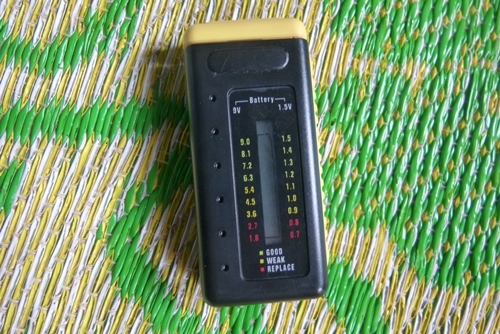 Battery
9V 1.5V
9.0 1.5
8.1 1.4
7.2 1.3
6.3 1.2
5.4 1.1
4.5 1.0
3.6 0.9
2.7 0.8
1.8 0.7
GOOD
WEAK
REPLACE